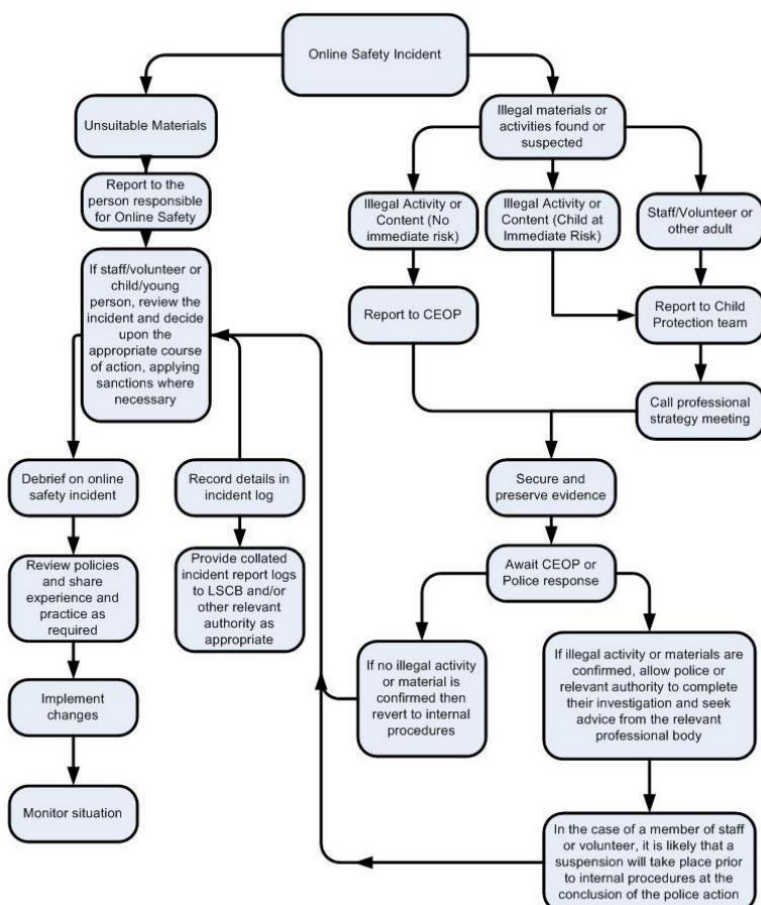 Online Safety Incident
Unsuitable Materials
Illegal materials or
activities found or
suspected
Report to the
person responsible
for Online Safety
Illegal Activity or
Content (No
immediate risk)
Illegal Activity or
Content (Child at
Immediate Risk)
Staff/Volunteer or
other adult
If staff/volunteer or
child/young
person, review the
incident and decide
upon the
appropriate course
of action, applying
sanctions where
necessary
Report to CEOP
Report to Child
Protection team
Call professional
strategy meeting
Debrief on online
safety incident
Record details in
incident log
Secure and
preserve evidence
Review policies
and share
experience and
practice as
required
Provide collated
incident report logs
to LSCB and/or
other relevant
authority as
appropriate
Await CEOP or
Police response
If no illegal activity
or material is
confirmed then
revert to internal
procedures
If illegal activity or materials are
confirmed, allow police or
relevant authority to complete
their investigation and seek
advice from the relevant
professional body
Implement
changes
Monitor situation
In the case of a member of staff
or volunteer, it is likely that a
suspension will take place prior
to internal procedures at the
conclusion of the police action